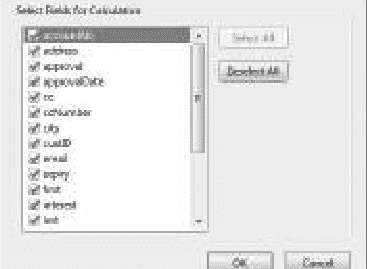 Select Fields for Calculation
address
approval
approvalDate
cc
ccNumber
city
custID
email
expiry
first
interest
last
Select All
Deselect All
OK
Cancel